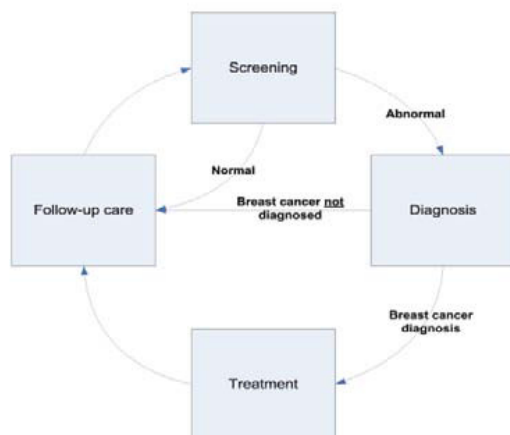 Screening
Abnormal
Normal
Follow-up care
Breast cancer not
diagnosed
Diagnosis
Breast cancer
diagnosis
Treatment